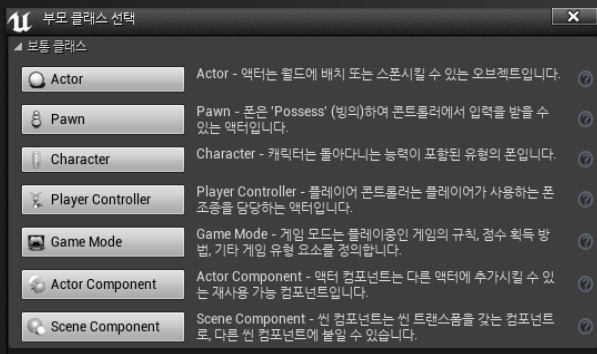 부모 클래스 선택
보통 클래스
Actor
Actor - 액터는 월드에 배치 또는 스폰시킬 수 있는 오브젝트입니다.
Pawn
Pawn - 폰은 'Possess' (빙의)하여 콘트롤러에서 입력을 받을 수
있는 액터입니다.
Character
Character - 캐릭터는 돌아다니는 능력이 포함된 유형의 폰입니다.
Player Controller
Player Controller - 플레이어 콘트롤러는 플레이어가 사용하는 폰
조종을 담당하는 액터입니다.
Game Mode
Game Mode - 게임 모드는 플레이중인 게임의 규칙, 점수 획득 방
법, 기타 게임 유형 요소를 정의합니다.
Actor Component
Actor Component - 액터 컴포넌트는 다른 액터에 추가시킬 수 있
는 재사용 가능 컴포넌트입니다.
Scene Component
Scene Component - 씬 컴포넌트는 씬 트랜스폼을 갖는 컴포넌트
로, 다른 씬 컴포넌트에 붙일 수 있습니다.